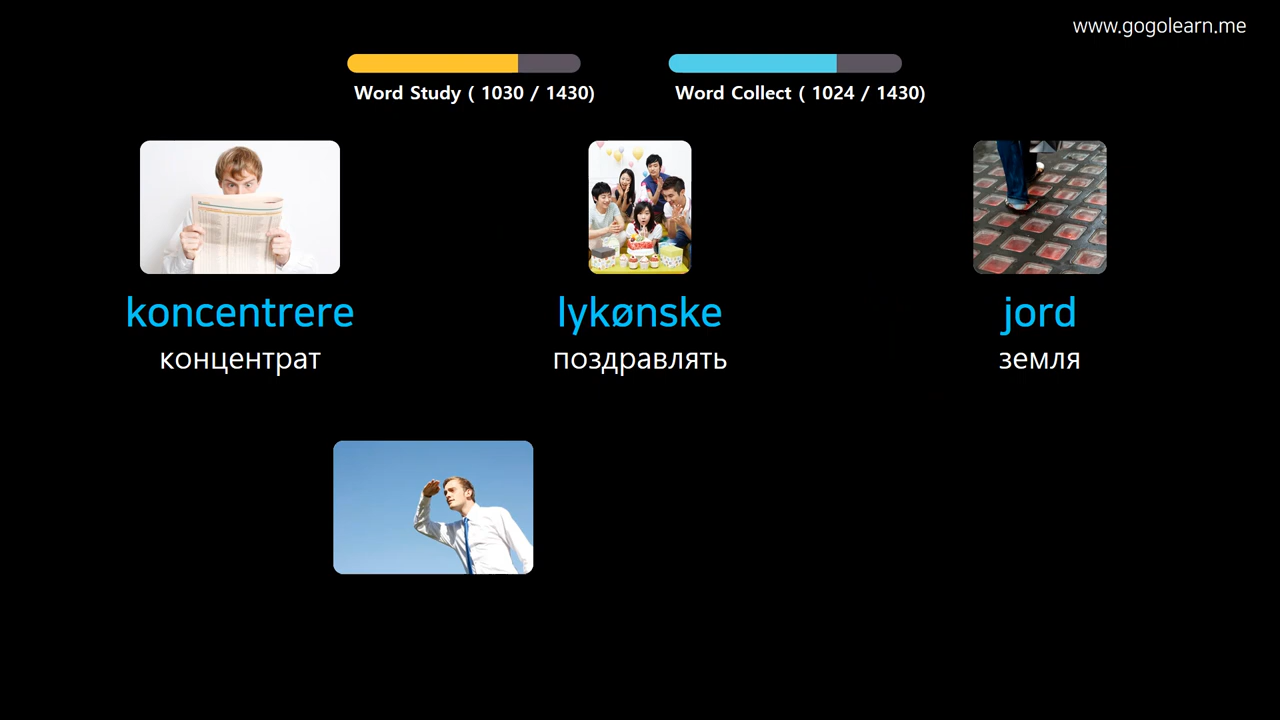 www.gogolearn.me
Word Study ( 1030 / 1430)
Word Collect ( 1024 / 1430)
koncentrere
концентрат
lykønske
поздравлять
jord
земля